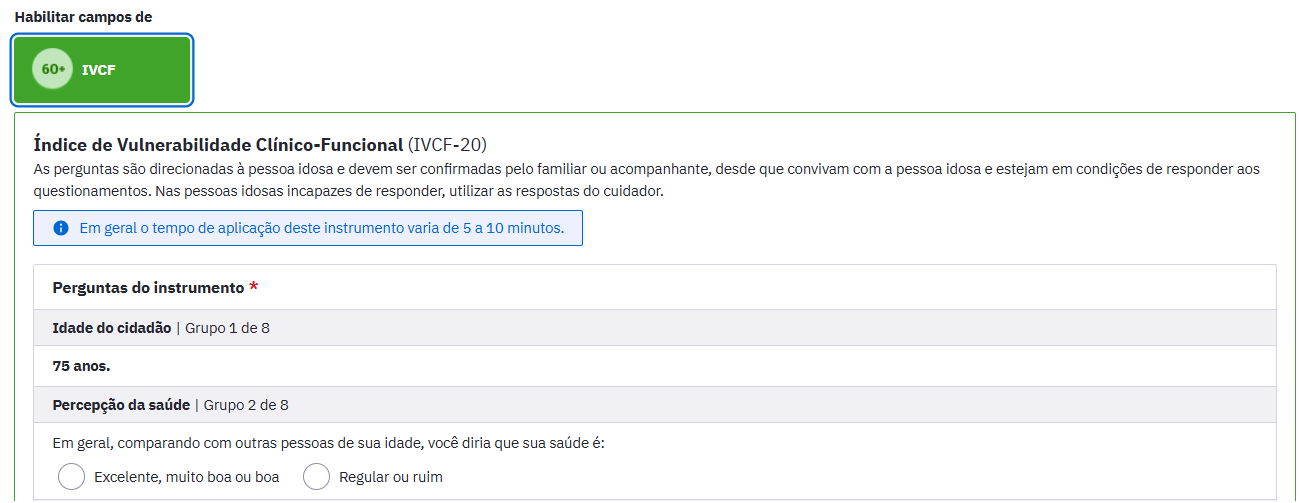 Habilitar campos de
60+ IVCF
Índice de Vulnerabilidade Clínico-Funcional (IVCF-20)
As perguntas são direcionadas à pessoa idosa e devem ser confirmadas pelo familiar ou acompanhante, desde que convivam com a pessoa idosa e estejam em condições de responder aos
questionamentos. Nas pessoas idosas incapazes de responder, utilizar as respostas do cuidador.
Em geral o tempo de aplicação deste instrumento varia de 5 a 10 minutos.
Perguntas do instrumento *
Idade do cidadão | Grupo 1 de 8
75 anos.
Percepção da saúde | Grupo 2 de 8
Em geral, comparando com outras pessoas de sua idade, você diria que sua saúde é:
Excelente, muito boa ou boa Regular ou ruim